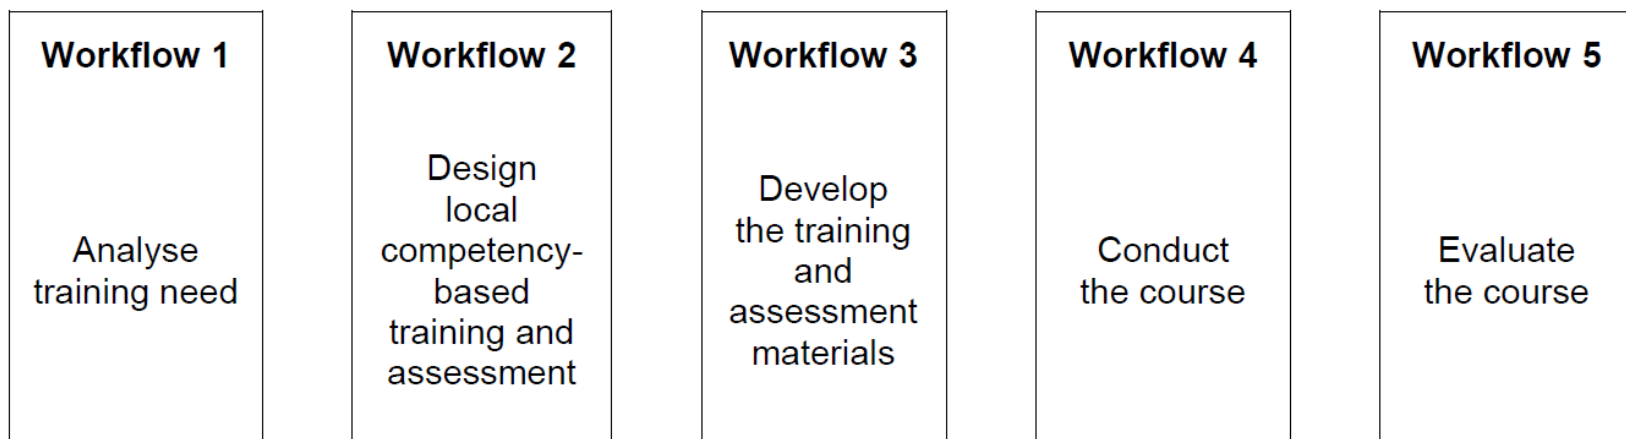 Workflow 1
Analyse
training need
Workflow 2
Design
local
competency-
based
training and
assessment
Workflow 3
Develop
the training
and
assessment
materials
Workflow 4
Conduct
the course
Workflow 5
Evaluate
the course